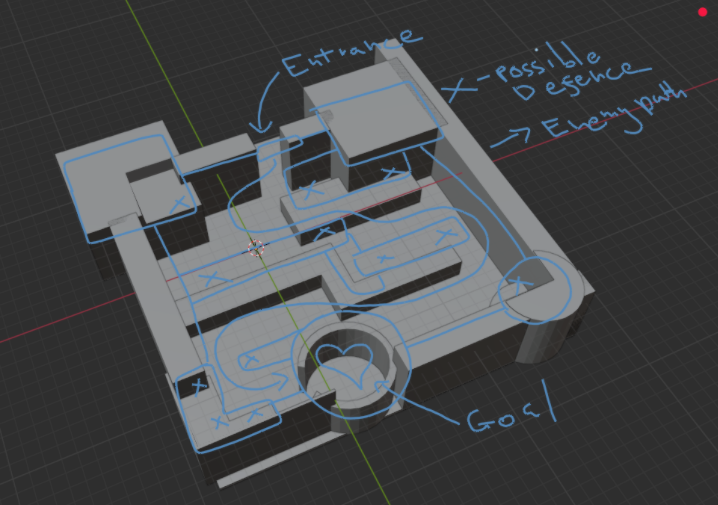 Entrance
X - Possible
Defence
→ Enemy path
Goal